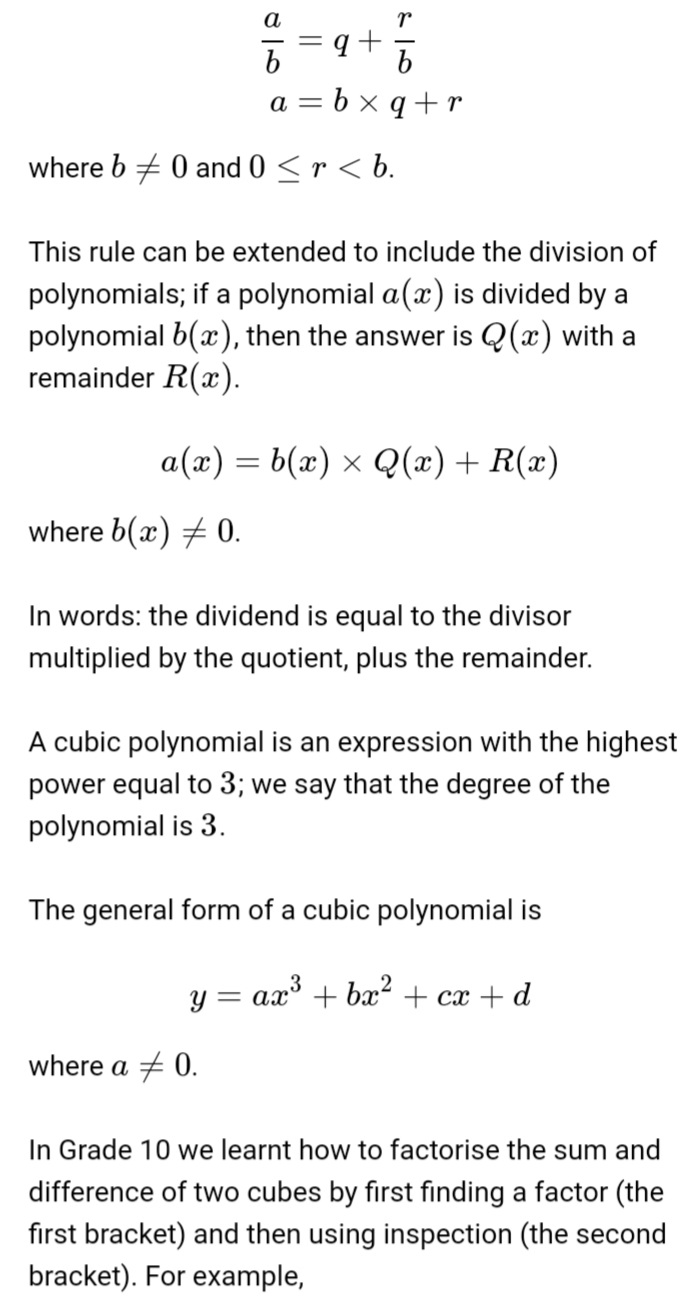 a/b = q + r/b
a = b × q + r
where b ≠ 0 and 0 ≤ r < b.
This rule can be extended to include the division of
polynomials; if a polynomial a(x) is divided by a
polynomial b(x), then the answer is Q(x) with a
remainder R(x).
a(x) = b(x) × Q(x) + R(x)
where b(x) ≠ 0.
In words: the dividend is equal to the divisor
multiplied by the quotient, plus the remainder.
A cubic polynomial is an expression with the highest
power equal to 3; we say that the degree of the
polynomial is 3.
The general form of a cubic polynomial is
y = ax³ + bx² + cx + d
where a ≠ 0.
In Grade 10 we learnt how to factorise the sum and
difference of two cubes by first finding a factor (the
first bracket) and then using inspection (the second
bracket). For example,